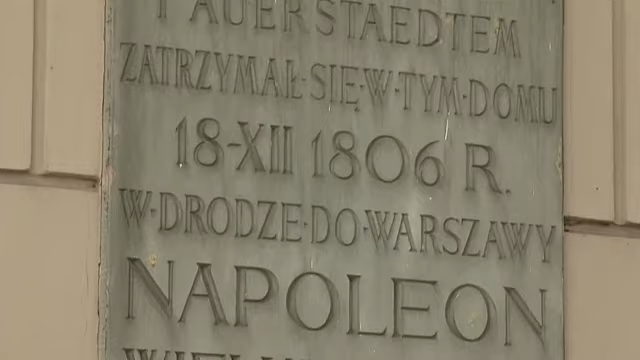 I AUERSTAEDTEM
ZATRZYMAŁ·SIĘ·W·TYM·DOMU
18-XII 1806 R.
W·DRODZE·DO·WARSZAWY
NAPOLEON